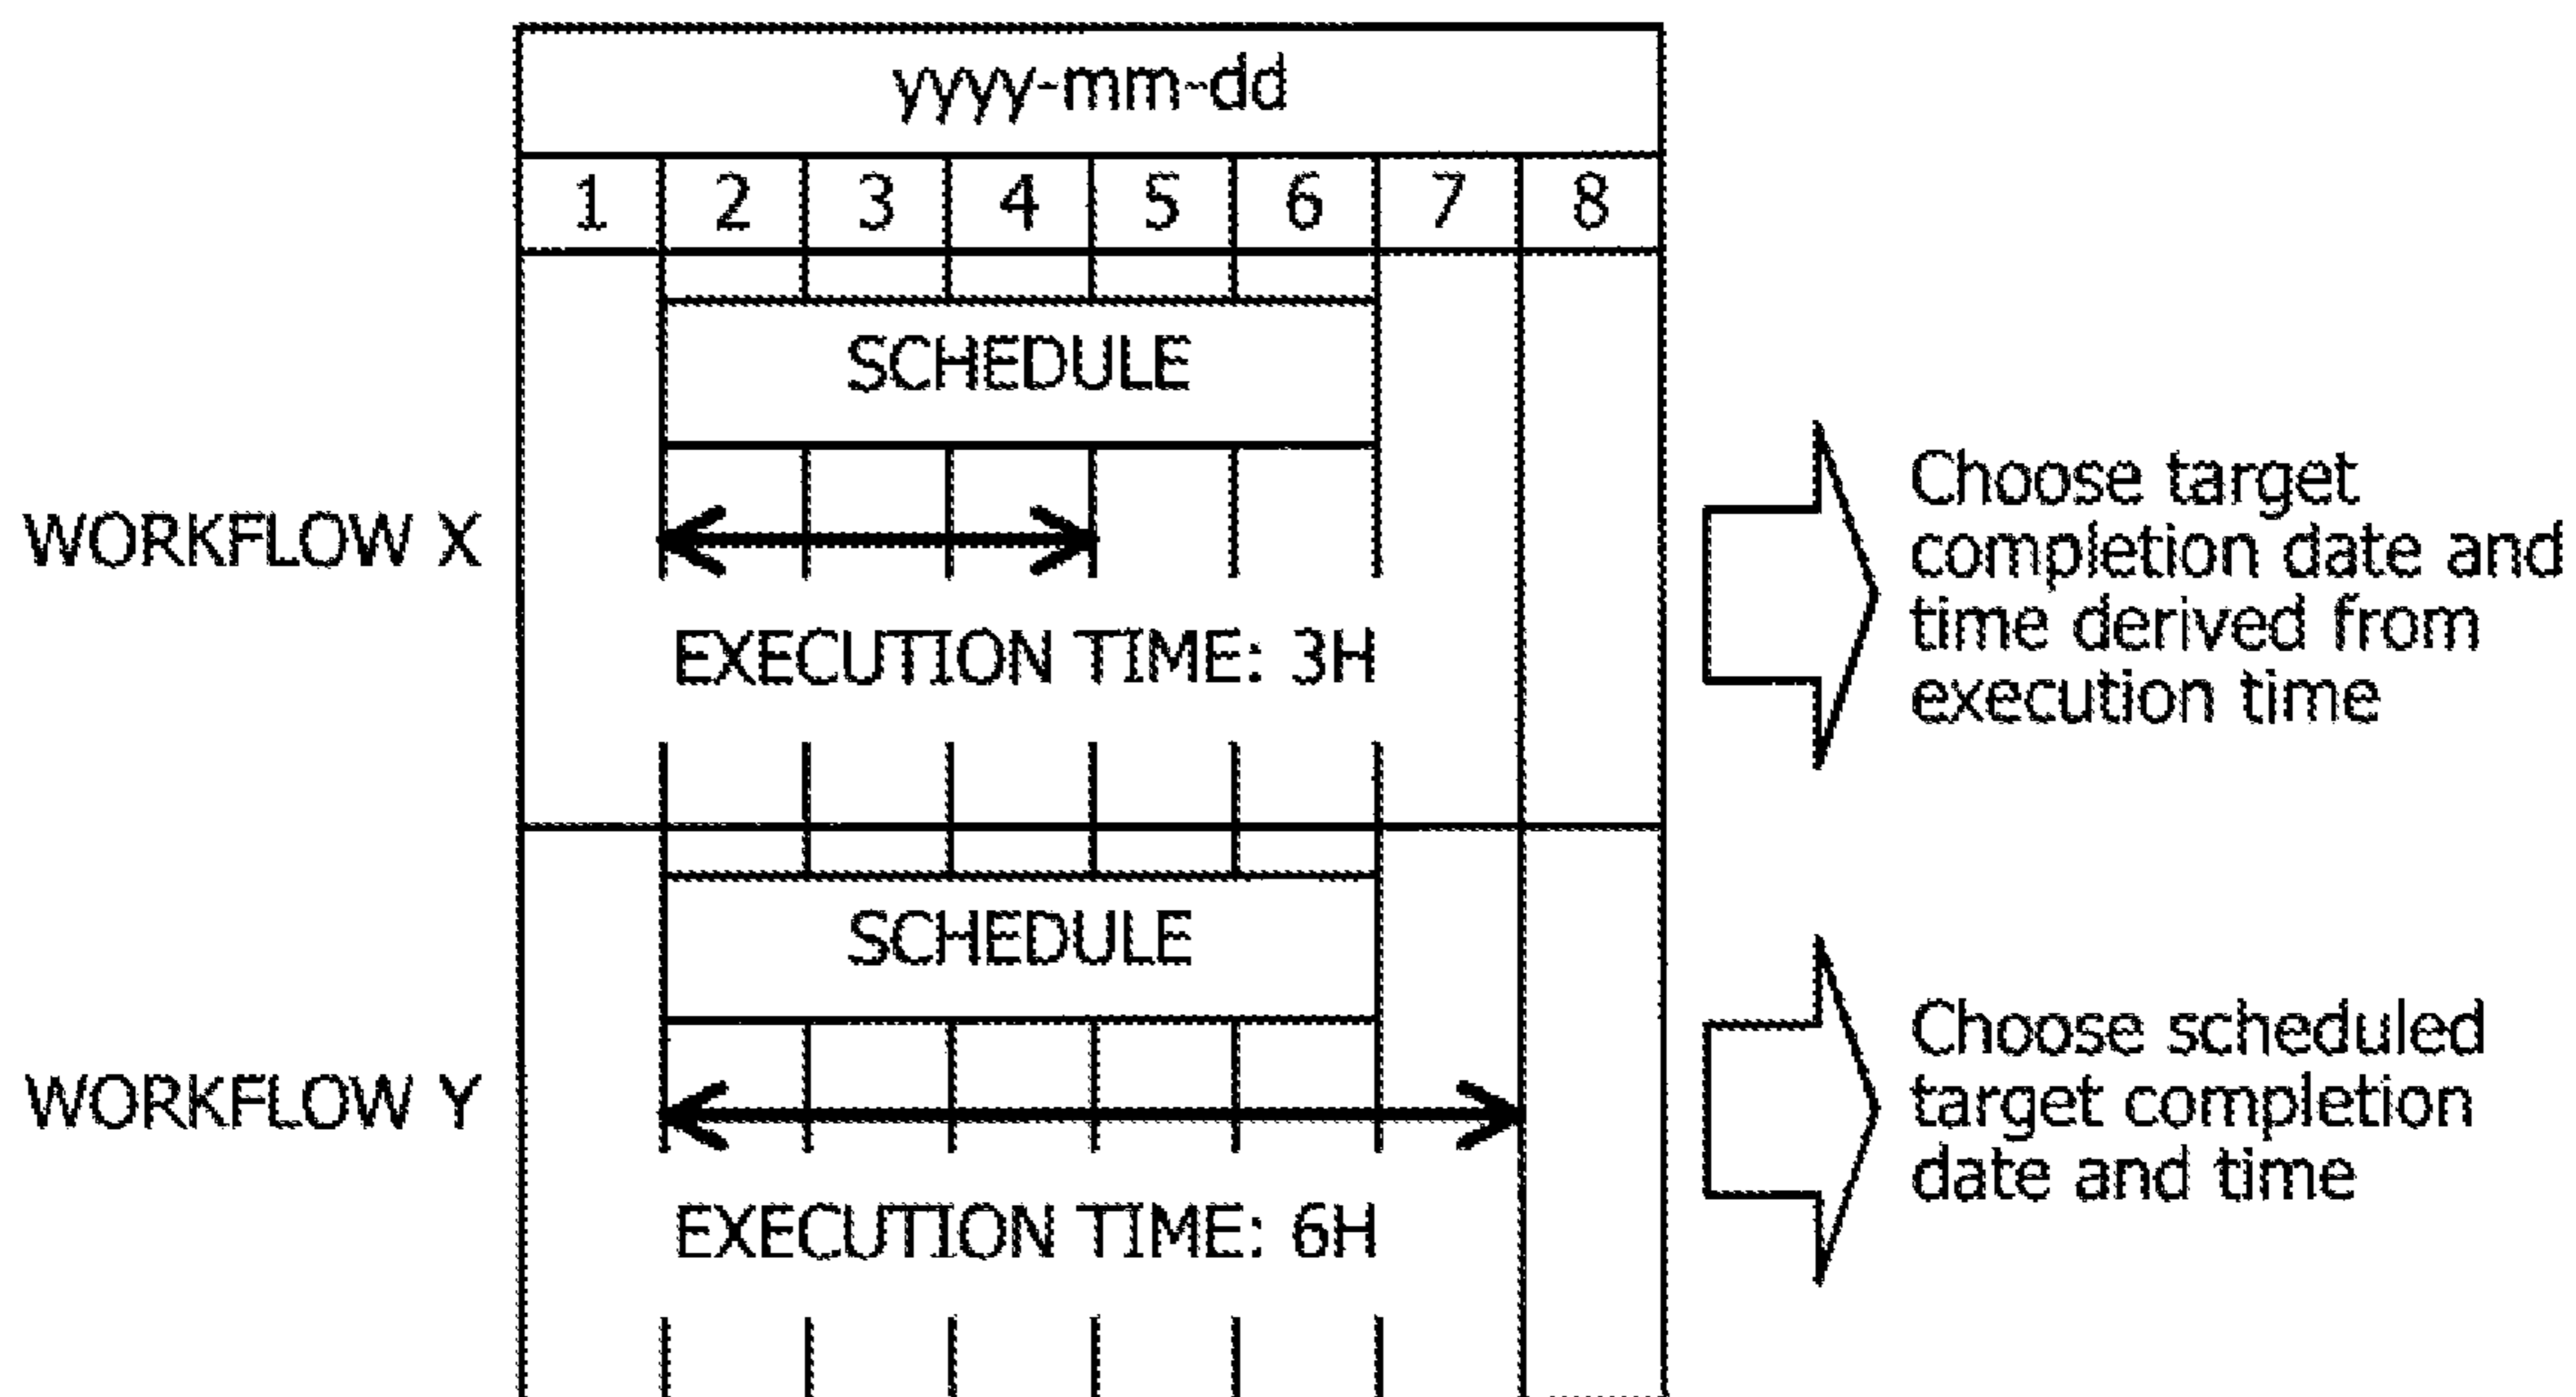 yyyy-mm-dd
1 2 3 4 5 6 7 8
SCHEDULE
WORKFLOW X
EXECUTION TIME: 3H
Choose target
completion date and
time derived from
execution time
SCHEDULE
WORKFLOW Y
EXECUTION TIME: 6H
Choose scheduled
target completion
date and time